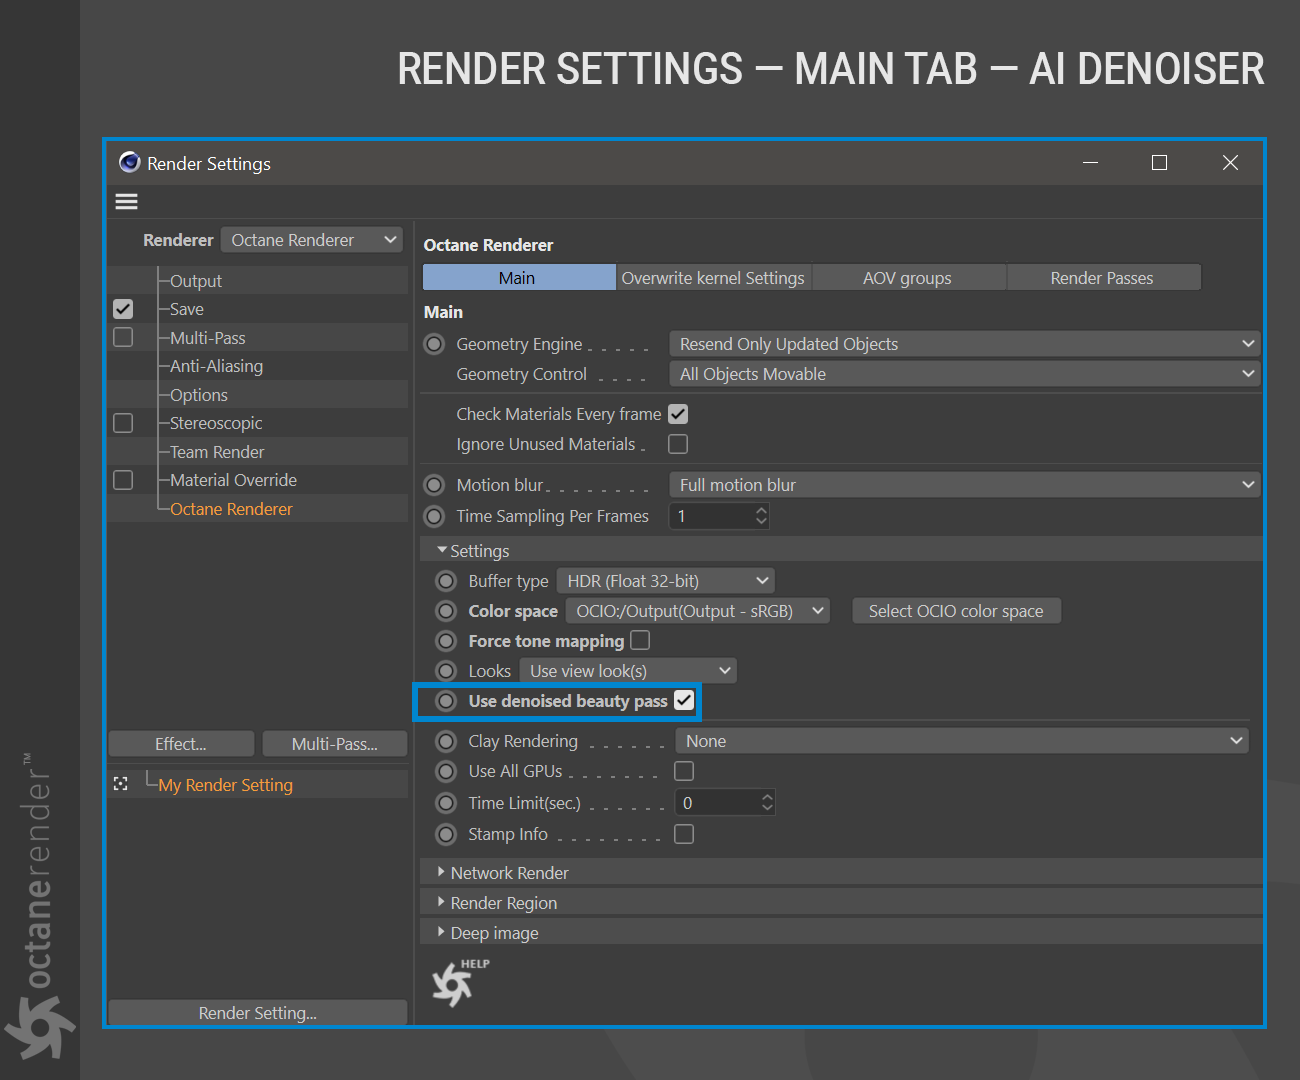 RENDER SETTINGS — MAIN TAB — AI DENOISER
Render Settings
Renderer Octane Renderer
Output
Save
Multi-Pass
Anti-Aliasing
Options
Stereoscopic
Team Render
Material Override
Octane Renderer
Effect... Multi-Pass...
My Render Setting
Render Setting...
Octane Renderer
Main Overwrite kernel Settings AOV groups Render Passes
Main
Geometry Engine . . . . . Resend Only Updated Objects
Geometry Control . . . . All Objects Movable
Check Materials Every frame
Ignore Unused Materials .
Motion blur . . . . . . . . Full motion blur
Time Sampling Per Frames 1
Settings
Buffer type HDR (Float 32-bit)
Color space OCIO:/Output(Output - sRGB) Select OCIO color space
Force tone mapping
Looks Use view look(s)
Use denoised beauty pass
Clay Rendering . . . . . . None
Use All GPUs . . . . . . .
Time Limit(sec.) . . . . . . 0
Stamp Info . . . . . . . .
Network Render
Render Region
Deep image
HELP
octanerender™